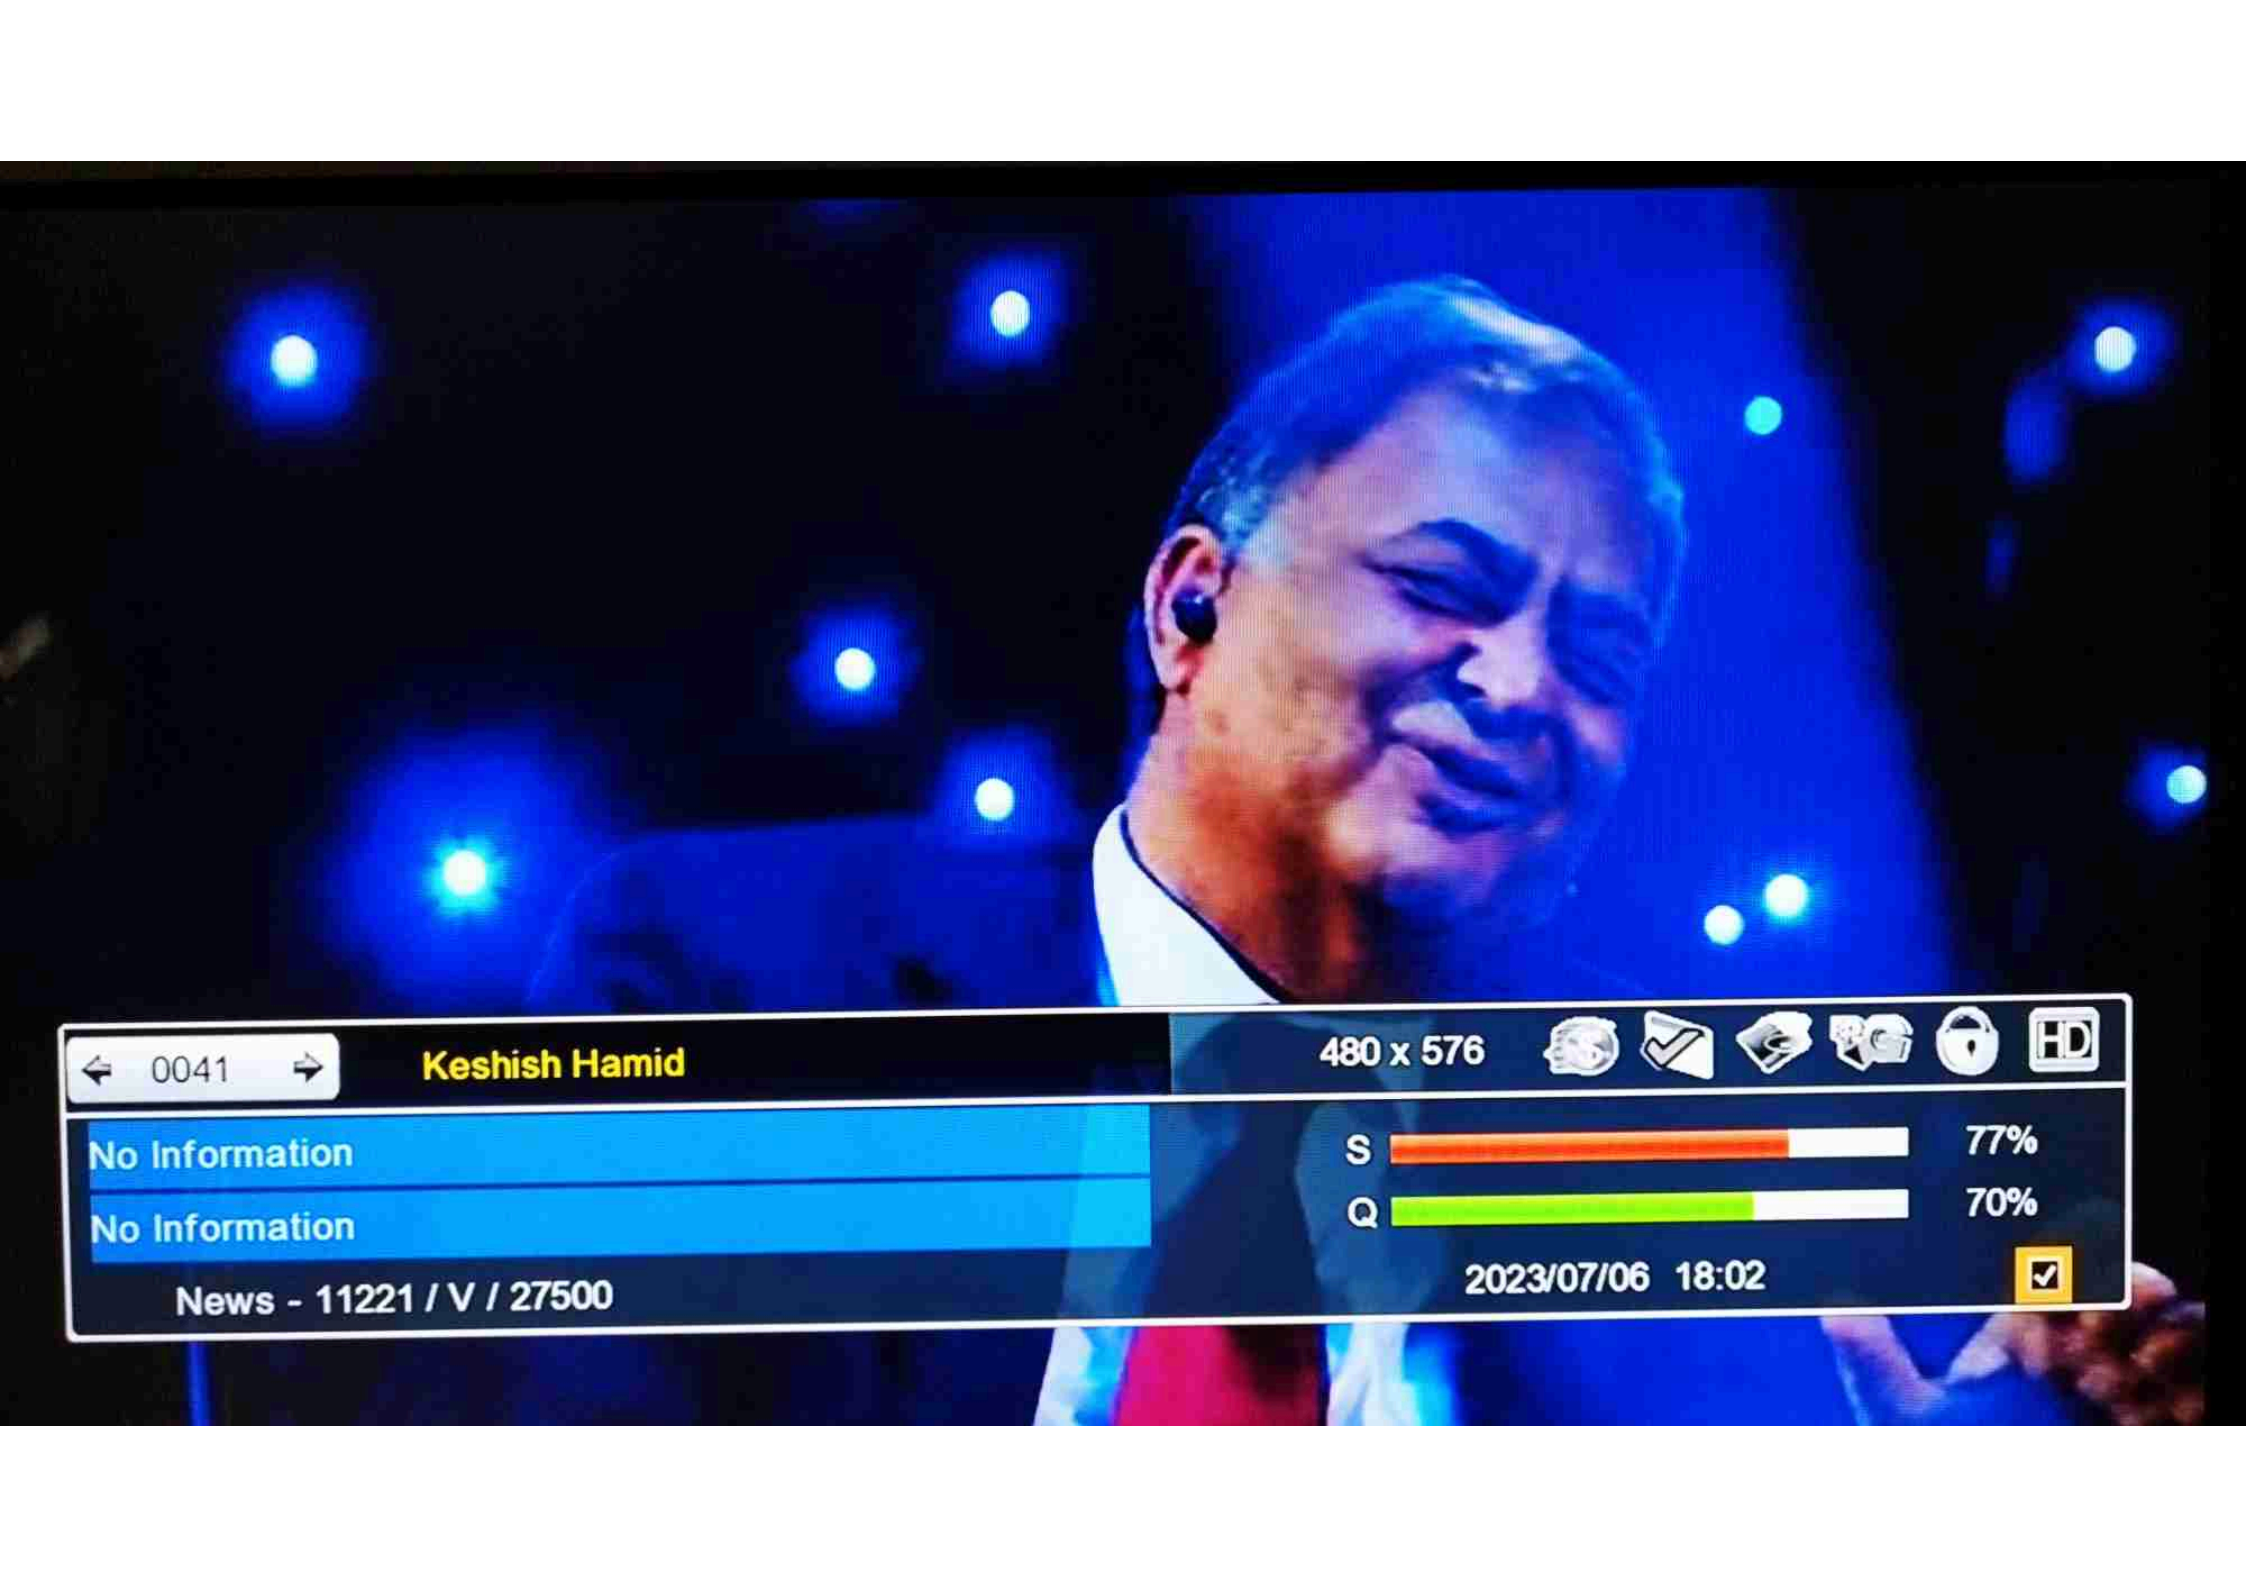 0041
Keshish Hamid
480 x 576
HD
No Information
S 77%
No Information
Q 70%
News - 11221 / V / 27500
2023/07/06 18:02